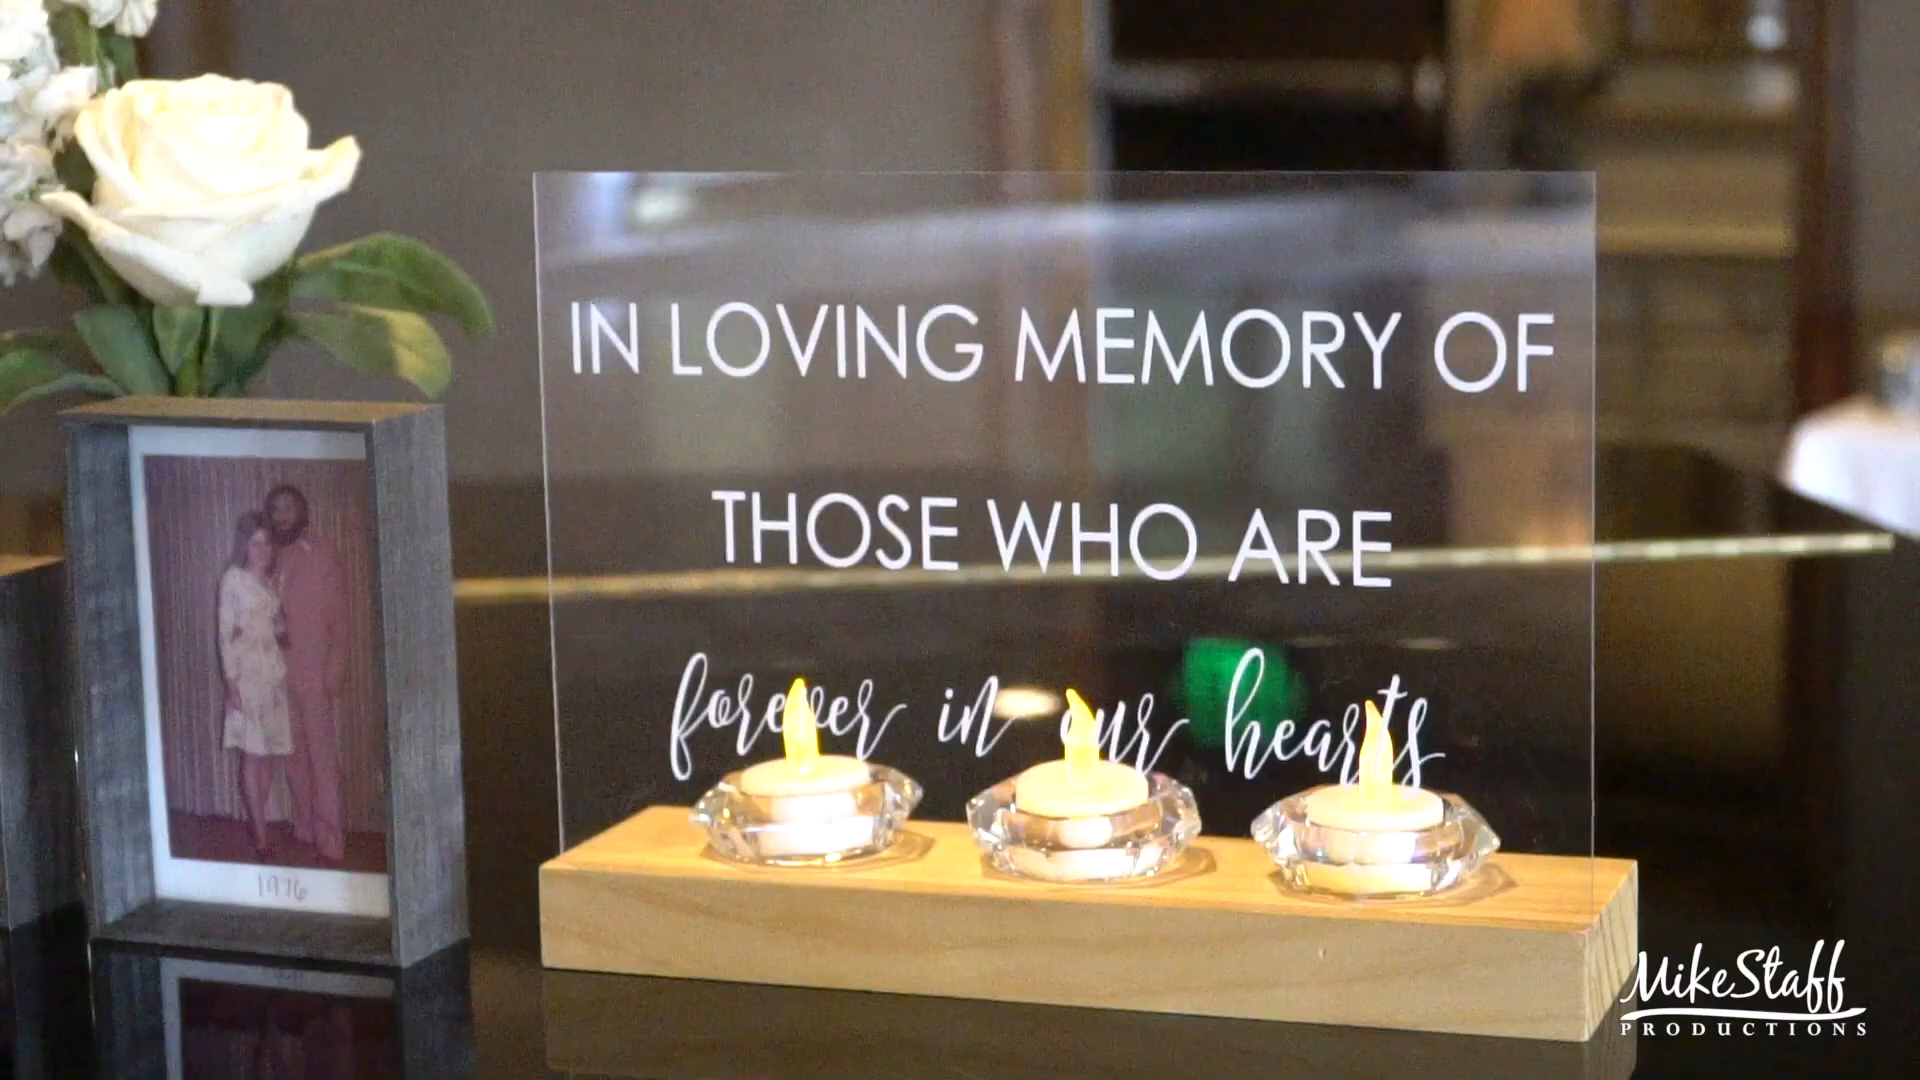 IN LOVING MEMORY OF
THOSE WHO ARE
forever in our hearts
1976
MikeStaff
PRODUCTIONS